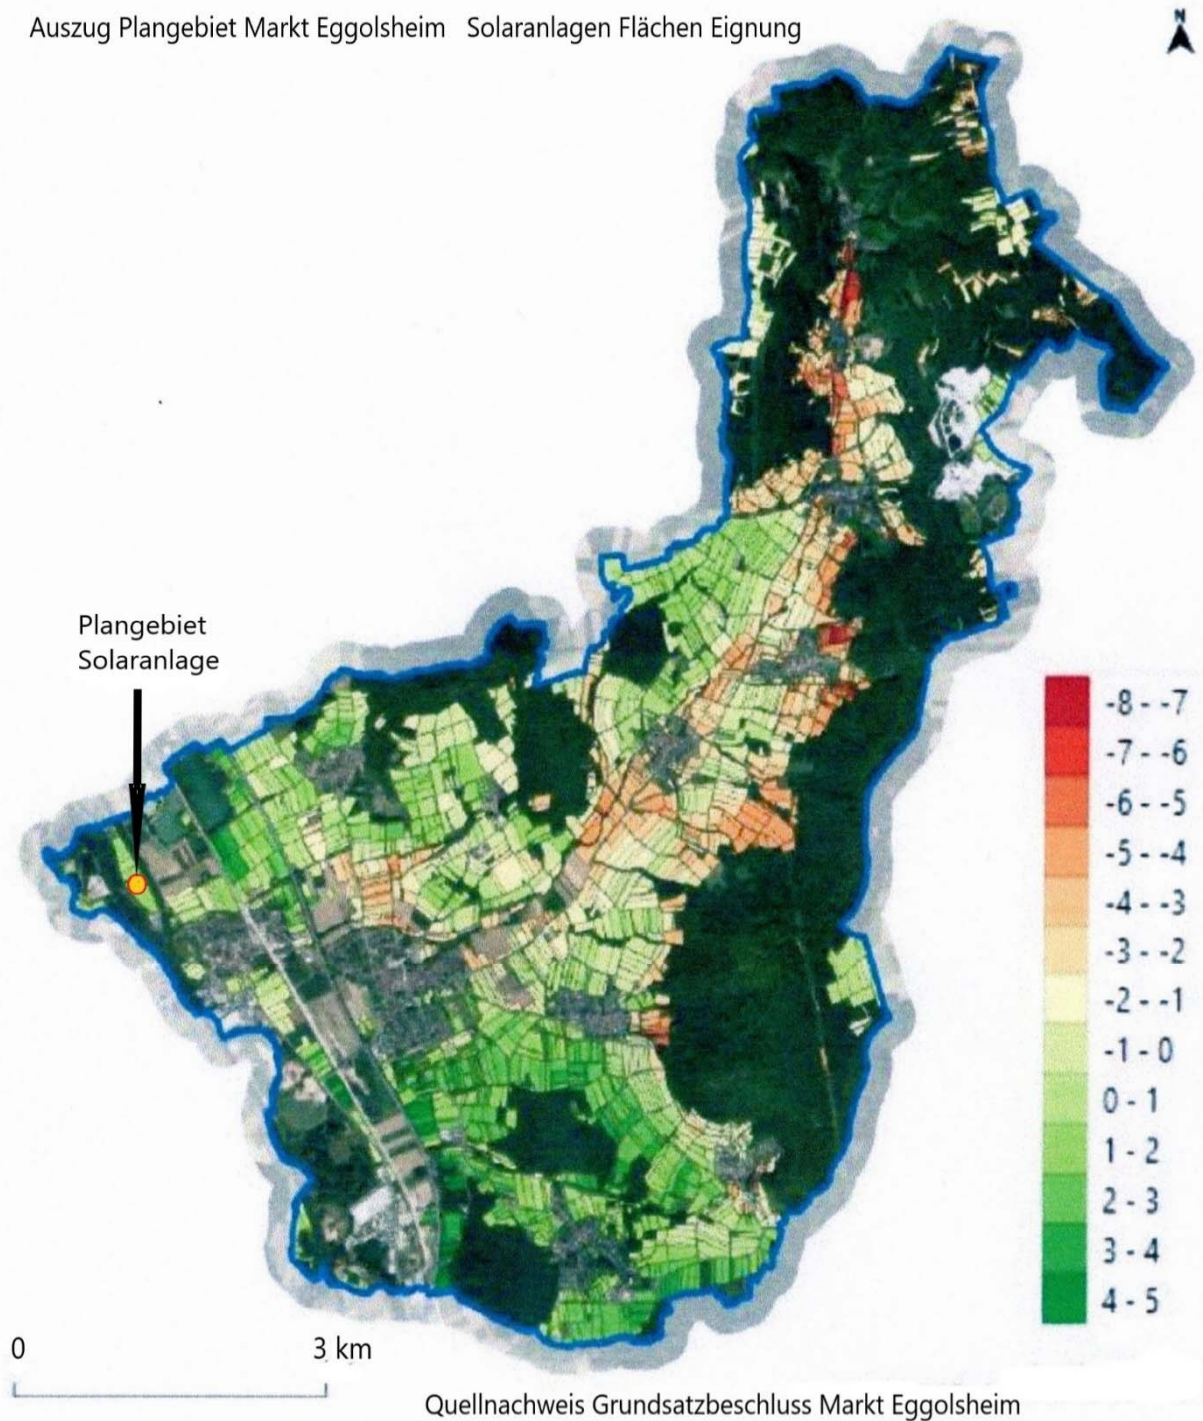 Auszug Plangebiet Markt Eggolsheim Solaranlagen Flächen Eignung
N
Plangebiet
Solaranlage
-8 - -7
-7 - -6
-6 - -5
-5 - -4
-4 - -3
-3 - -2
-2 - -1
-1 - 0
0 - 1
1 - 2
2 - 3
3 - 4
4 - 5
0 3 km
Quellnachweis Grundsatzbeschluss Markt Eggolsheim